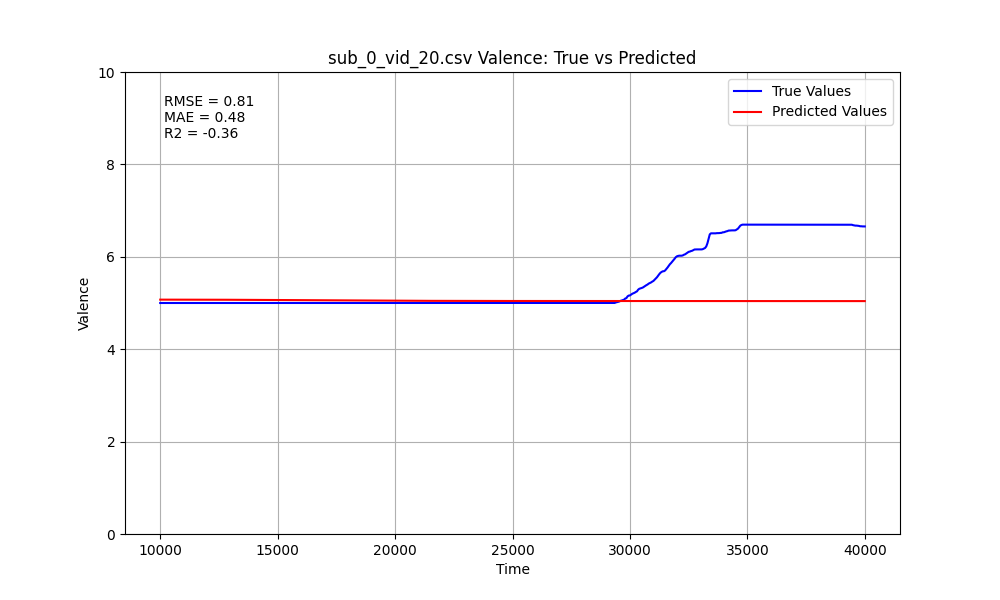 sub_0_vid_20.csv Valence: True vs Predicted
RMSE = 0.81
MAE = 0.48
R2 = -0.36
True Values
Predicted Values
Valence
10
8
6
4
2
0
10000 15000 20000 25000 30000 35000 40000
Time